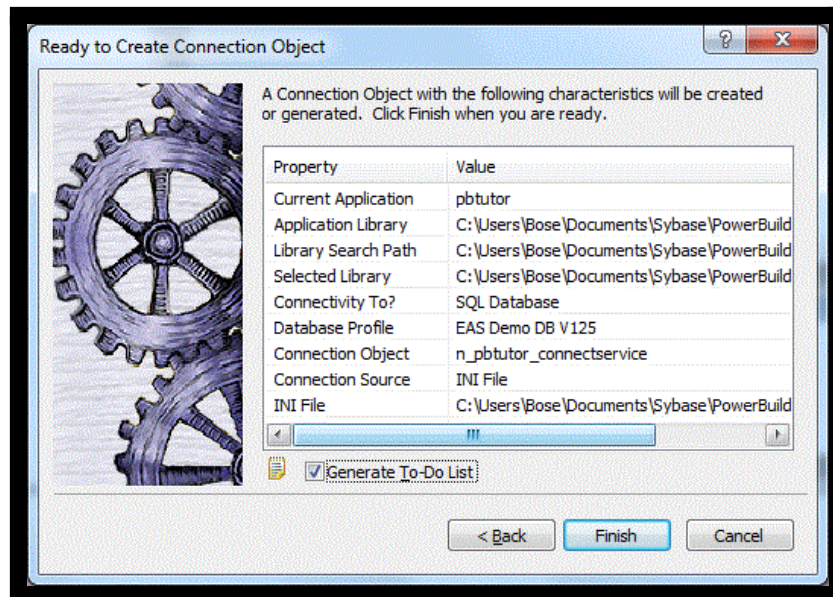 Ready to Create Connection Object
A Connection Object with the following characteristics will be created
or generated. Click Finish when you are ready.
Property Value
Current Application pbtutor
Application Library C:\Users\Bose\Documents\Sybase\PowerBuild
Library Search Path C:\Users\Bose\Documents\Sybase\PowerBuild
Selected Library C:\Users\Bose\Documents\Sybase\PowerBuild
Connectivity To? SQL Database
Database Profile EAS Demo DB V125
Connection Object n_pbtutor_connectservice
Connection Source INI File
INI File C:\Users\Bose\Documents\Sybase\PowerBuild
Generate To-Do List
< Back Finish Cancel